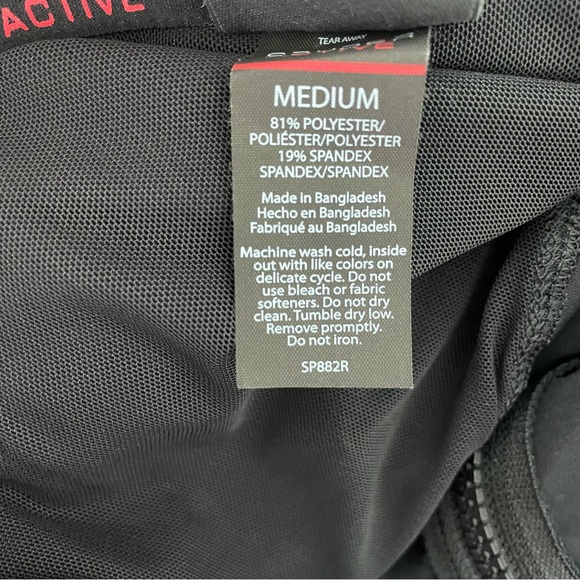 ACTIVE
TEAR AWAY
MEDIUM
81% POLYESTER/
POLIÉSTER/POLYESTER
19% SPANDEX
SPANDEX/SPANDEX
Made in Bangladesh
Hecho en Bangladesh
Fabriqué au Bangladesh
Machine wash cold, inside
out with like colors on
delicate cycle. Do not
use bleach or fabric
softeners. Do not dry
clean. Tumble dry low.
Remove promptly.
Do not iron.
SP882R